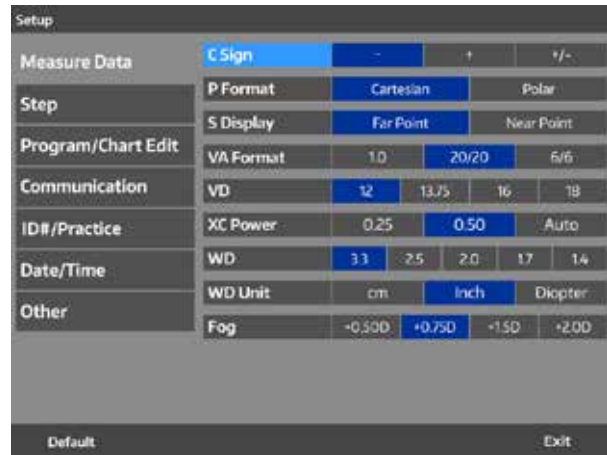 Setup
Measure Data
Step
Program/Chart Edit
Communication
ID#/Practice
Date/Time
Other
C Sign - + +/-
P Format Cartesian Polar
S Display Far Point Near Point
VA Format 1.0 20/20 6/6
VD 12 13.75 16 18
XC Power 0.25 0.50 Auto
WD 3.3 2.5 2.0 1.7 1.4
WD Unit cm Inch Diopter
Fog +0.50D +0.75D +1.5D +2.0D
Default Exit